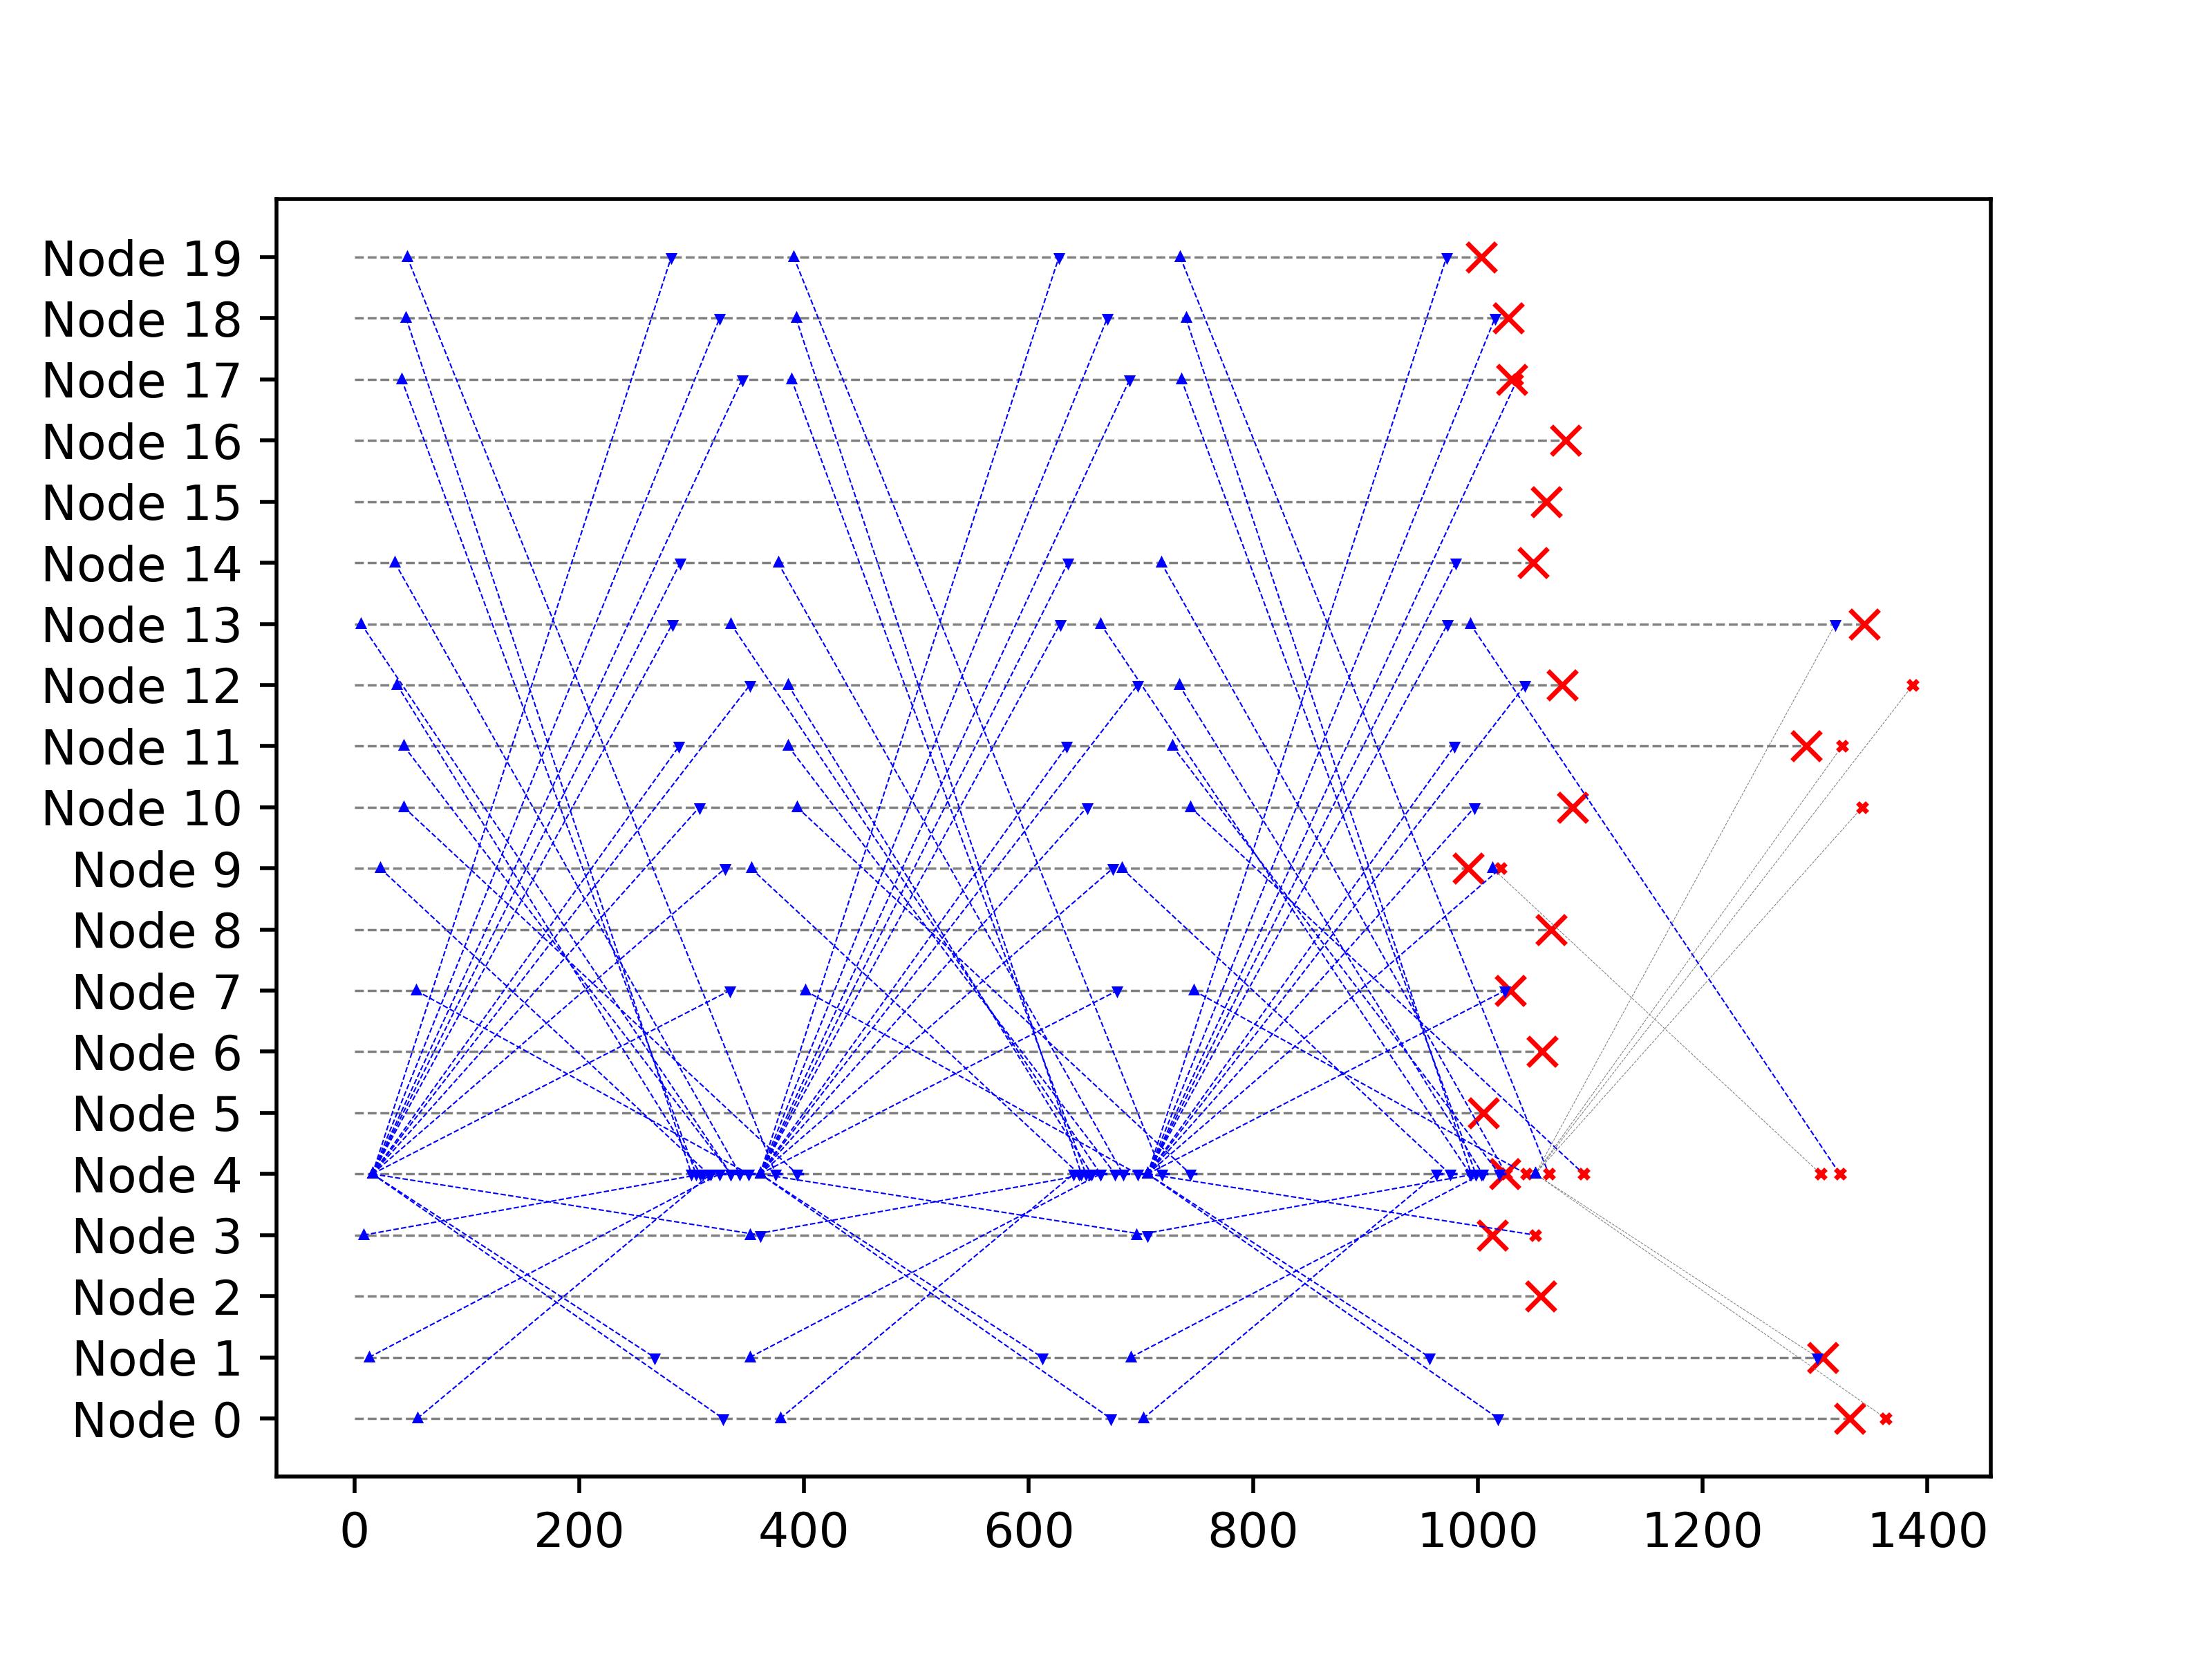 Node 19
Node 18
Node 17
Node 16
Node 15
Node 14
Node 13
Node 12
Node 11
Node 10
Node 9
Node 8
Node 7
Node 6
Node 5
Node 4
Node 3
Node 2
Node 1
Node 0
0 200 400 600 800 1000 1200 1400